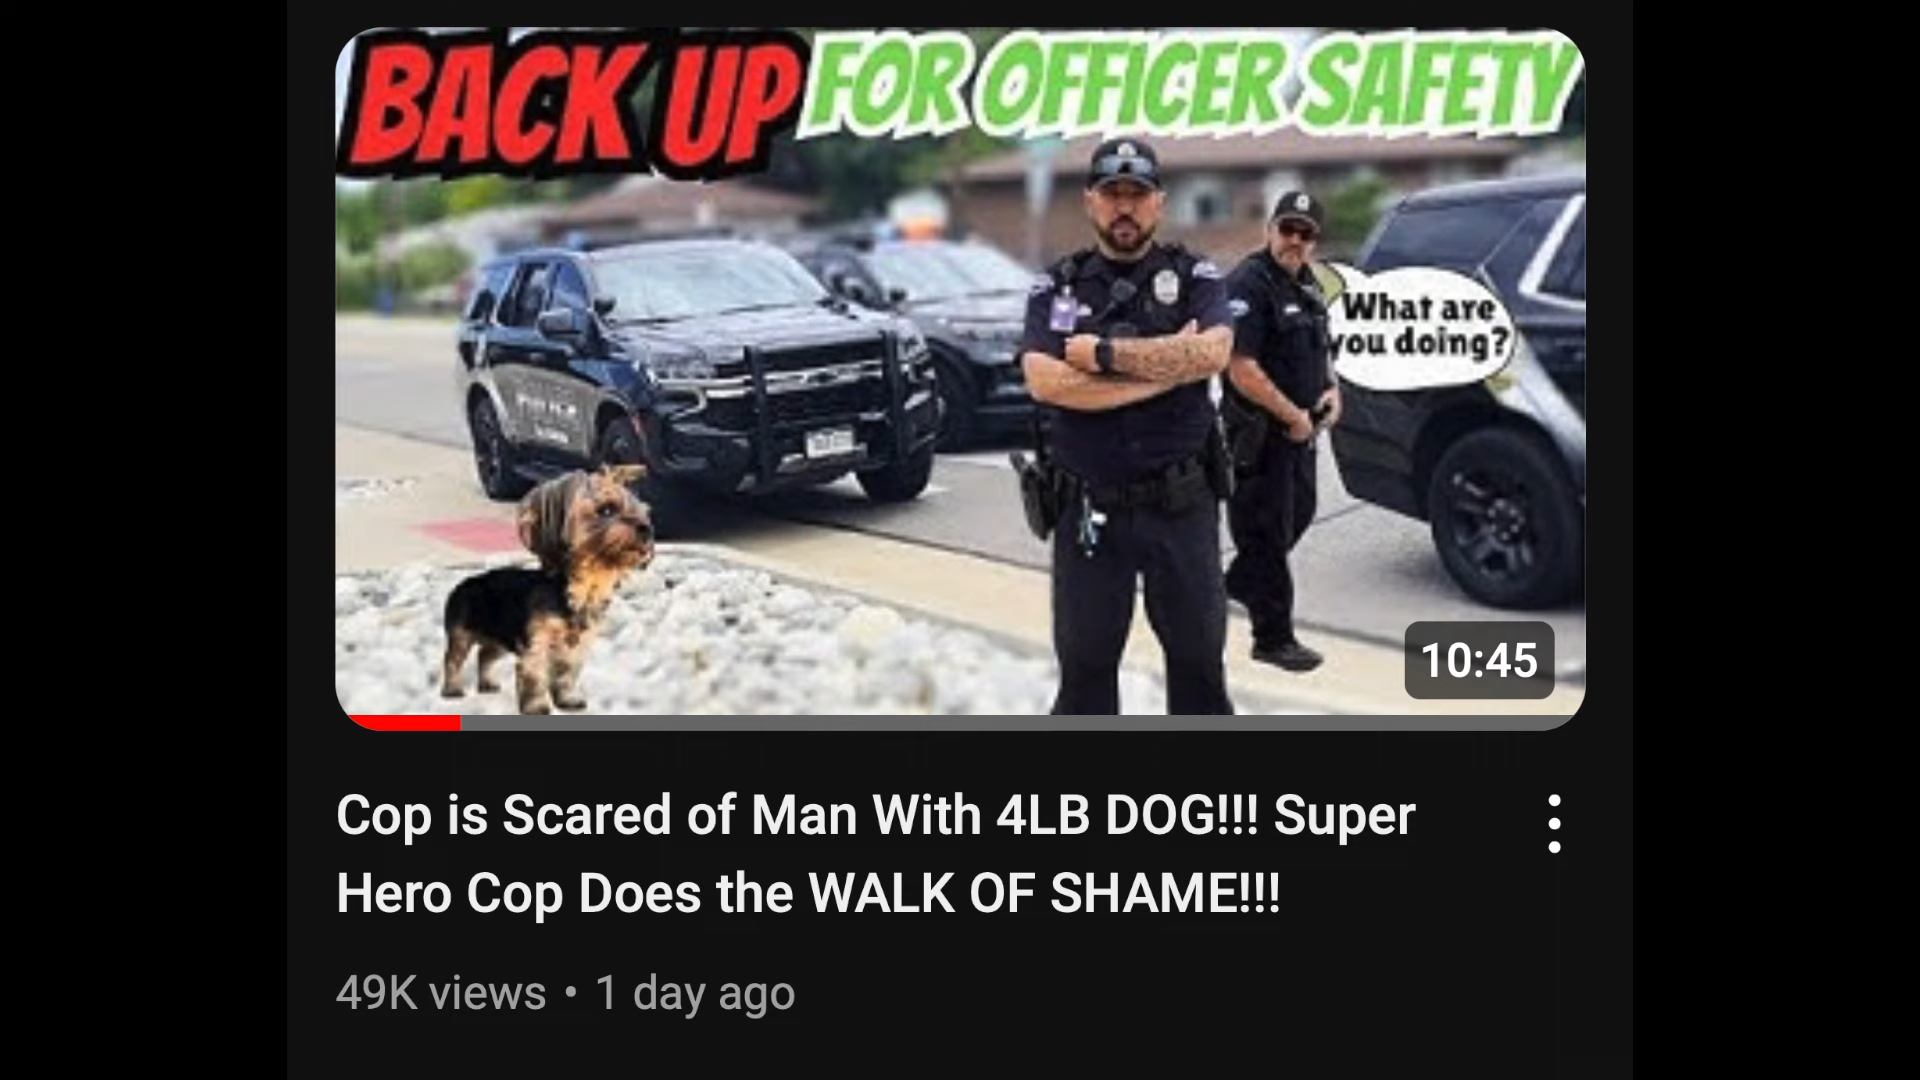 BACK UP FOR OFFICER SAFETY
What are
you doing?
10:45
Cop is Scared of Man With 4LB DOG!!! Super
Hero Cop Does the WALK OF SHAME!!!
49K views • 1 day ago